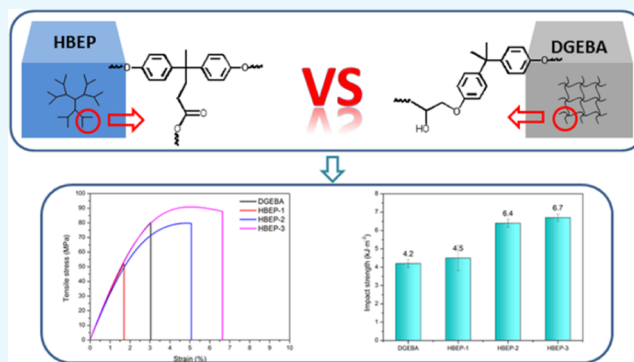 HBEP
O
O
O
O
VS
DGEBA
O
O
HO
Tensile stress (MPa)
100
90
80
70
60
50
40
30
20
10
0
DGEBA
HBEP-1
HBEP-2
HBEP-3
0 1 2 3 4 5 6 7 8 9 10
Strain (%)
Impact strength (kJ·m⁻²)
8
7
6
5
4
3
2
1
0
4.2
4.5
6.4
6.7
DGEBA HBEP-1 HBEP-2 HBEP-3